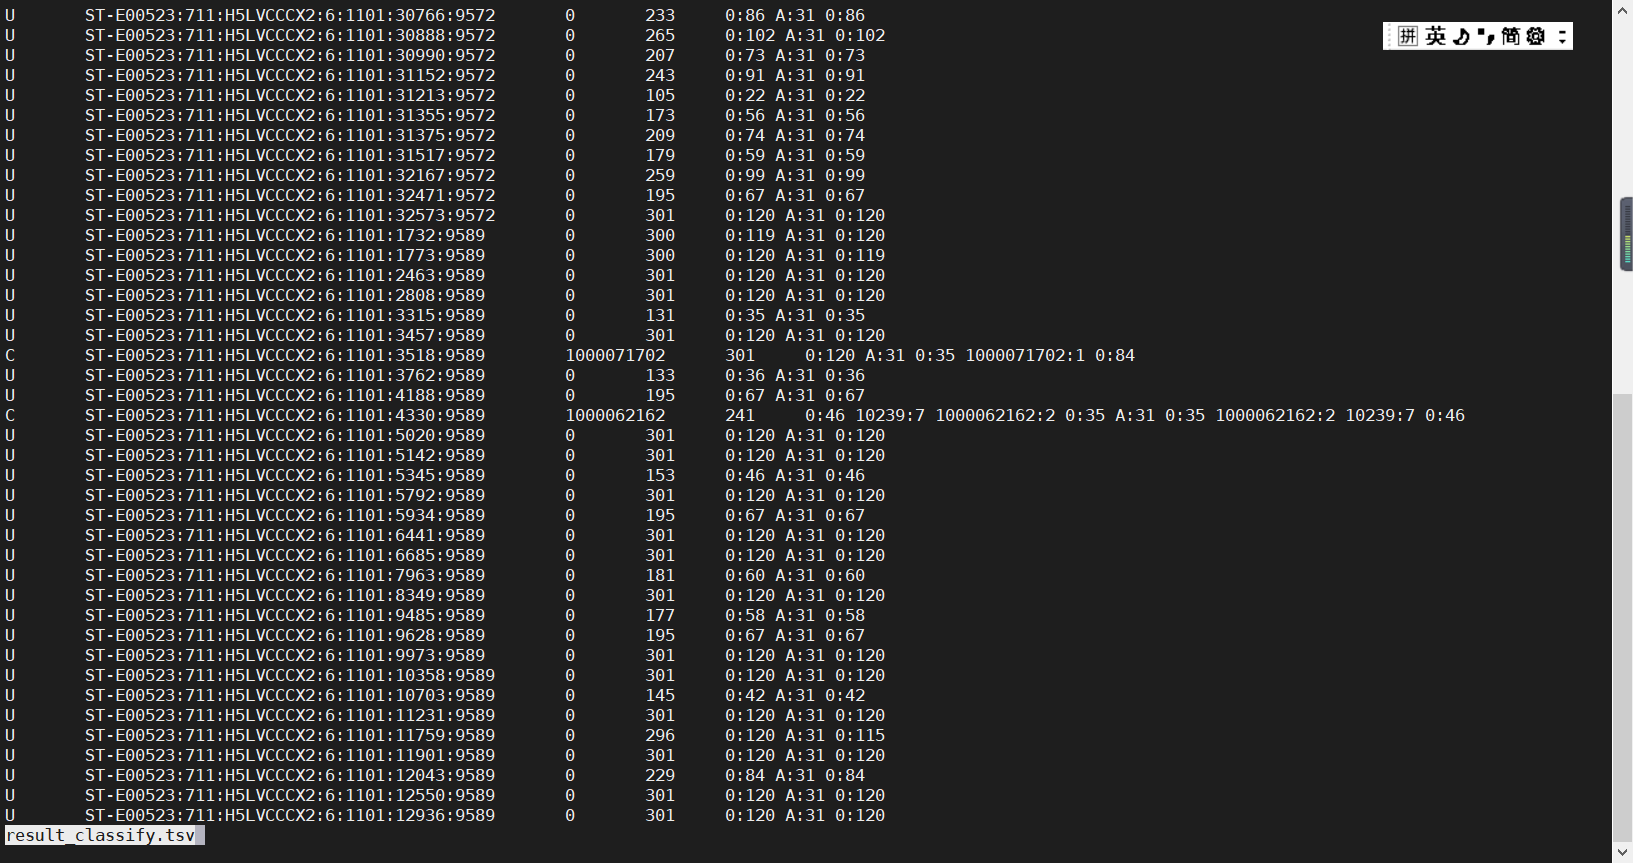 U ST-E00523:711:H5LVCCCX2:6:1101:30766:9572 0 233 0:86 A:31 0:86
U ST-E00523:711:H5LVCCCX2:6:1101:30888:9572 0 265 0:102 A:31 0:102
U ST-E00523:711:H5LVCCCX2:6:1101:30990:9572 0 207 0:73 A:31 0:73
U ST-E00523:711:H5LVCCCX2:6:1101:31152:9572 0 243 0:91 A:31 0:91
U ST-E00523:711:H5LVCCCX2:6:1101:31213:9572 0 105 0:22 A:31 0:22
U ST-E00523:711:H5LVCCCX2:6:1101:31355:9572 0 173 0:56 A:31 0:56
U ST-E00523:711:H5LVCCCX2:6:1101:31375:9572 0 209 0:74 A:31 0:74
U ST-E00523:711:H5LVCCCX2:6:1101:31517:9572 0 179 0:59 A:31 0:59
U ST-E00523:711:H5LVCCCX2:6:1101:32167:9572 0 259 0:99 A:31 0:99
U ST-E00523:711:H5LVCCCX2:6:1101:32471:9572 0 195 0:67 A:31 0:67
U ST-E00523:711:H5LVCCCX2:6:1101:32573:9572 0 301 0:120 A:31 0:120
U ST-E00523:711:H5LVCCCX2:6:1101:1732:9589 0 300 0:119 A:31 0:120
U ST-E00523:711:H5LVCCCX2:6:1101:1773:9589 0 300 0:120 A:31 0:119
U ST-E00523:711:H5LVCCCX2:6:1101:2463:9589 0 301 0:120 A:31 0:120
U ST-E00523:711:H5LVCCCX2:6:1101:2808:9589 0 301 0:120 A:31 0:120
U ST-E00523:711:H5LVCCCX2:6:1101:3315:9589 0 131 0:35 A:31 0:35
U ST-E00523:711:H5LVCCCX2:6:1101:3457:9589 0 301 0:120 A:31 0:120
C ST-E00523:711:H5LVCCCX2:6:1101:3518:9589 1000071702 301 0:120 A:31 0:35 1000071702:1 0:84
U ST-E00523:711:H5LVCCCX2:6:1101:3762:9589 0 133 0:36 A:31 0:36
U ST-E00523:711:H5LVCCCX2:6:1101:4188:9589 0 195 0:67 A:31 0:67
C ST-E00523:711:H5LVCCCX2:6:1101:4330:9589 1000062162 241 0:46 10239:7 1000062162:2 0:35 A:31 0:35 1000062162:2 10239:7 0:46
U ST-E00523:711:H5LVCCCX2:6:1101:5020:9589 0 301 0:120 A:31 0:120
U ST-E00523:711:H5LVCCCX2:6:1101:5142:9589 0 301 0:120 A:31 0:120
U ST-E00523:711:H5LVCCCX2:6:1101:5345:9589 0 153 0:46 A:31 0:46
U ST-E00523:711:H5LVCCCX2:6:1101:5792:9589 0 301 0:120 A:31 0:120
U ST-E00523:711:H5LVCCCX2:6:1101:5934:9589 0 195 0:67 A:31 0:67
U ST-E00523:711:H5LVCCCX2:6:1101:6441:9589 0 301 0:120 A:31 0:120
U ST-E00523:711:H5LVCCCX2:6:1101:6685:9589 0 301 0:120 A:31 0:120
U ST-E00523:711:H5LVCCCX2:6:1101:7963:9589 0 181 0:60 A:31 0:60
U ST-E00523:711:H5LVCCCX2:6:1101:8349:9589 0 301 0:120 A:31 0:120
U ST-E00523:711:H5LVCCCX2:6:1101:9485:9589 0 177 0:58 A:31 0:58
U ST-E00523:711:H5LVCCCX2:6:1101:9628:9589 0 195 0:67 A:31 0:67
U ST-E00523:711:H5LVCCCX2:6:1101:9973:9589 0 301 0:120 A:31 0:120
U ST-E00523:711:H5LVCCCX2:6:1101:10358:9589 0 301 0:120 A:31 0:120
U ST-E00523:711:H5LVCCCX2:6:1101:10703:9589 0 145 0:42 A:31 0:42
U ST-E00523:711:H5LVCCCX2:6:1101:11231:9589 0 301 0:120 A:31 0:120
U ST-E00523:711:H5LVCCCX2:6:1101:11759:9589 0 296 0:120 A:31 0:115
U ST-E00523:711:H5LVCCCX2:6:1101:11901:9589 0 301 0:120 A:31 0:120
U ST-E00523:711:H5LVCCCX2:6:1101:12043:9589 0 229 0:84 A:31 0:84
U ST-E00523:711:H5LVCCCX2:6:1101:12550:9589 0 301 0:120 A:31 0:120
U ST-E00523:711:H5LVCCCX2:6:1101:12936:9589 0 301 0:120 A:31 0:120
result_classify.tsv
拼 英 简